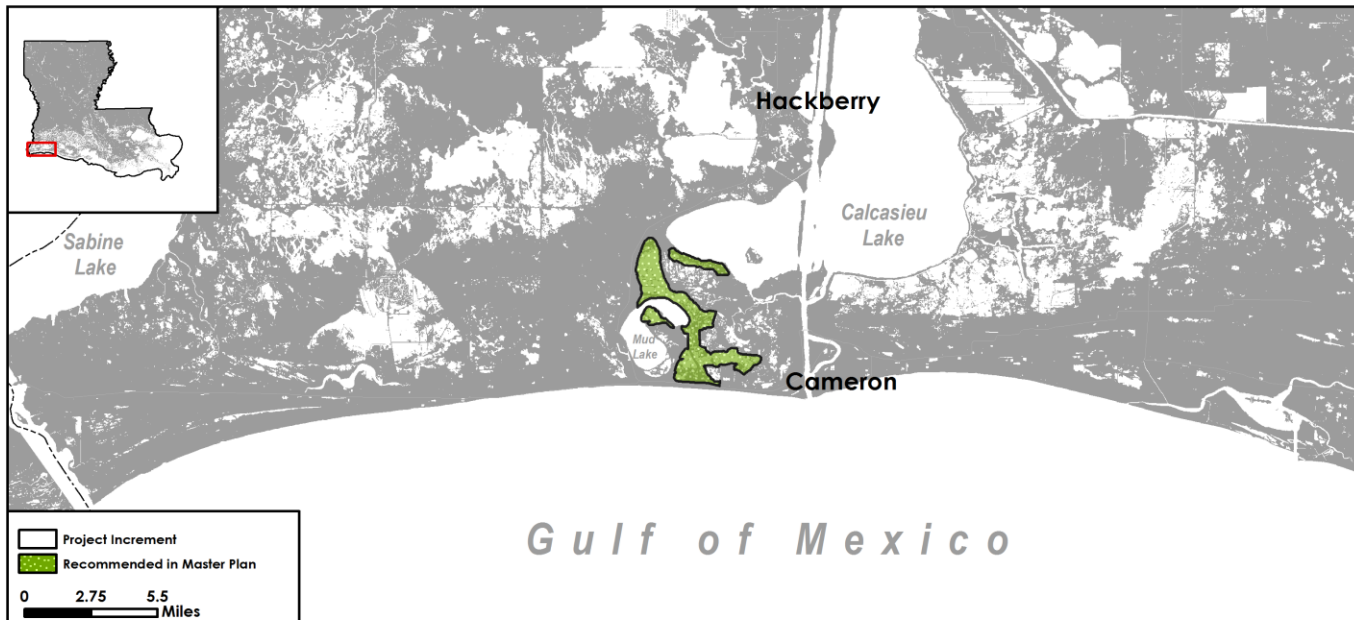 Hackberry
Calcasieu
Lake
Sabine
Lake
Mud
Lake
Cameron
Gulf of Mexico
Project Increment
Recommended in Master Plan
0 2.75 5.5
Miles